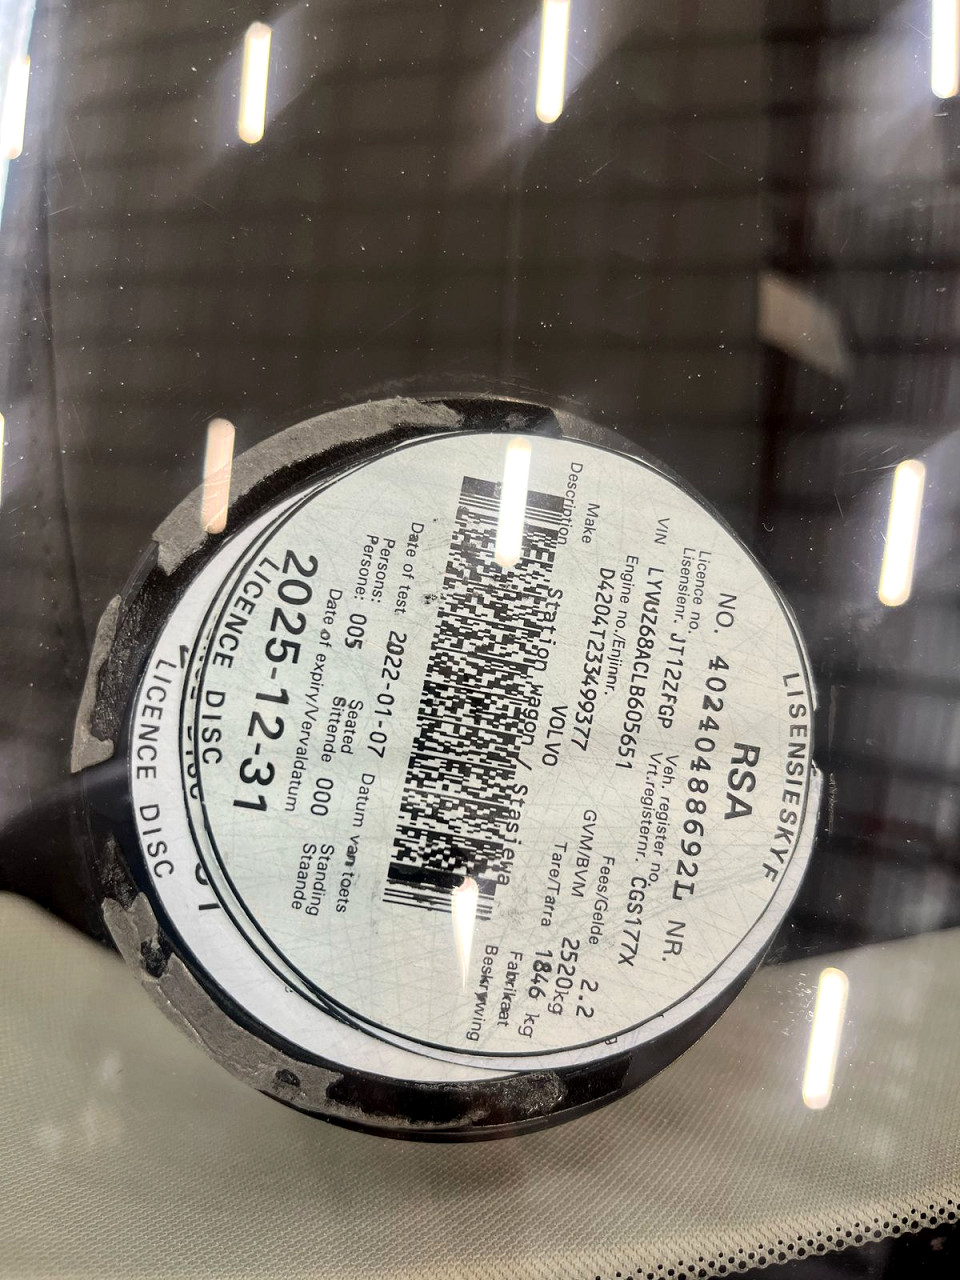 LISENSIESKYF
RSA
NO. 40240488692L NR.
Licence no.
Lisensienr. JT12ZFGP
Veh. register no.
Vrt.registernr. CGS177X
VIN LYVUZ68ACLB605651
Engine no./Enjinnr.
D4204T233499377
Fees/Gelde 2.2
GVM/BVM 2520kg
Make VOLVO
Tare/Tarra 1846 kg
Fabrikaat
Description Station wagon / Stasiewa
Beskrywing
Date of test 2022-01-07 Datum van toets
Persons:
Persone: 005
Seated
Sittende 000
Standing
Staande
Date of expiry/Vervaldatum
2025-12-31
LICENCE DISC
LICENCE DISC